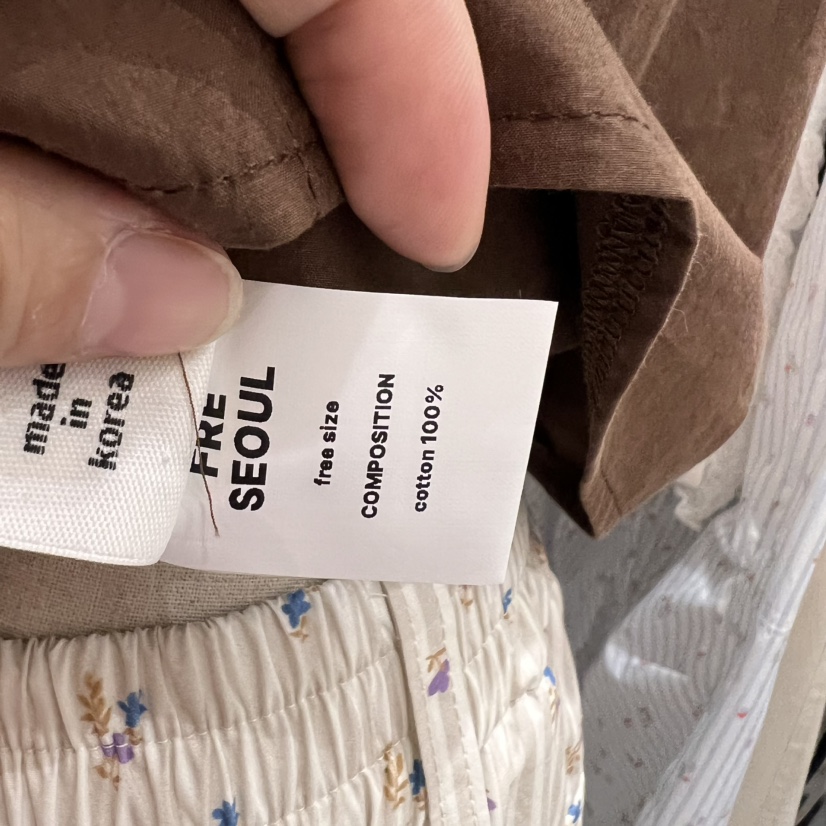 made
in
korea
FRE
SEOUL
free size
COMPOSITION
cotton 100%